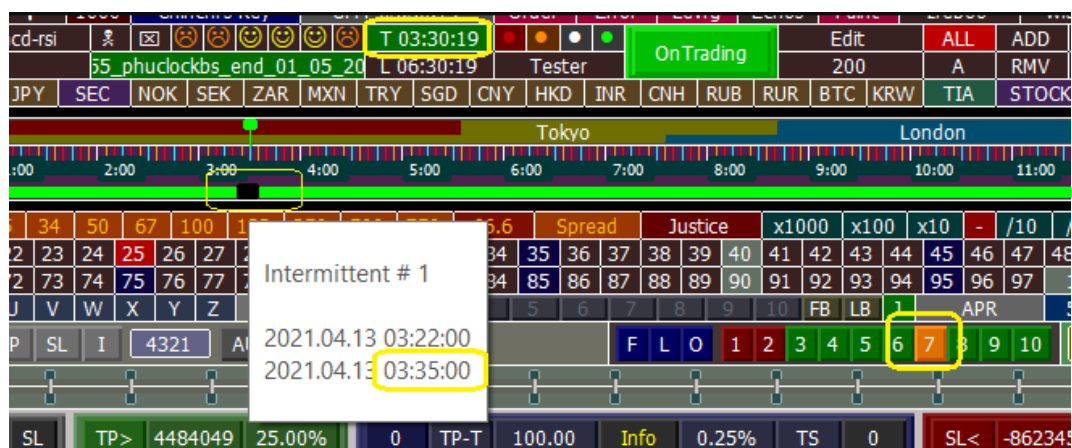 cd-rsi T 03:30:19 OnTrading Edit ALL ADD
55_phuclockbs_end_01_05_20 L 06:30:19 Tester 200 A RMV
JPY SEC NOK SEK ZAR MXN TRY SGD CNY HKD INR CNH RUB RUR BTC KRW TIA STOCK
Tokyo London
:00 2:00 3:00 4:00 5:00 6:00 7:00 8:00 9:00 10:00 11:00
34 50 67 100 6.6 Spread Justice x1000 x100 x10 - /10
22 23 24 25 26 27 34 35 36 37 38 39 40 41 42 43 44 45 46 47 48
72 73 74 75 76 77 84 85 86 87 88 89 90 91 92 93 94 95 96 97
U V W X Y Z 5 6 7 8 9 10 FB LB J APR
Intermittent # 1
2021.04.13 03:22:00
2021.04.13 03:35:00
P SL I 4321 AU F L O 1 2 3 4 5 6 7 8 9 10
SL TP> 4484049 25.00% 0 TP-T 100.00 Info 0.25% TS 0 SL< -862345